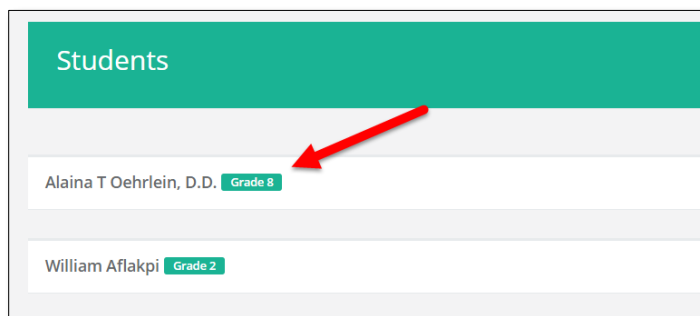 Students
Alaina T Oehrlein, D.D. Grade 8
William Aflakpi Grade 2